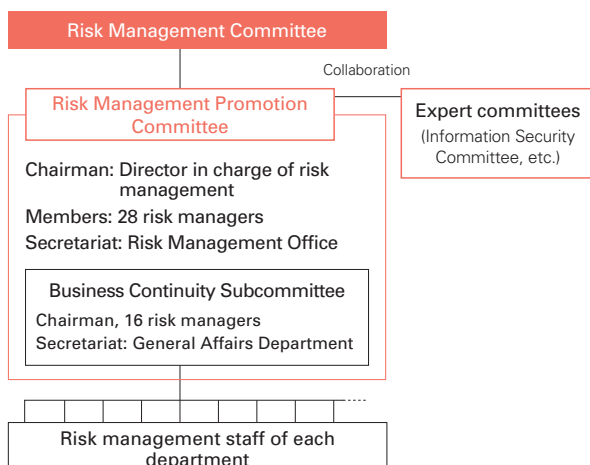 Risk Management Committee
Collaboration
Risk Management Promotion
Committee
Expert committees
(Information Security
Committee, etc.)
Chairman: Director in charge of risk
management
Members: 28 risk managers
Secretariat: Risk Management Office
Business Continuity Subcommittee
Chairman, 16 risk managers
Secretariat: General Affairs Department
Risk management staff of each
department